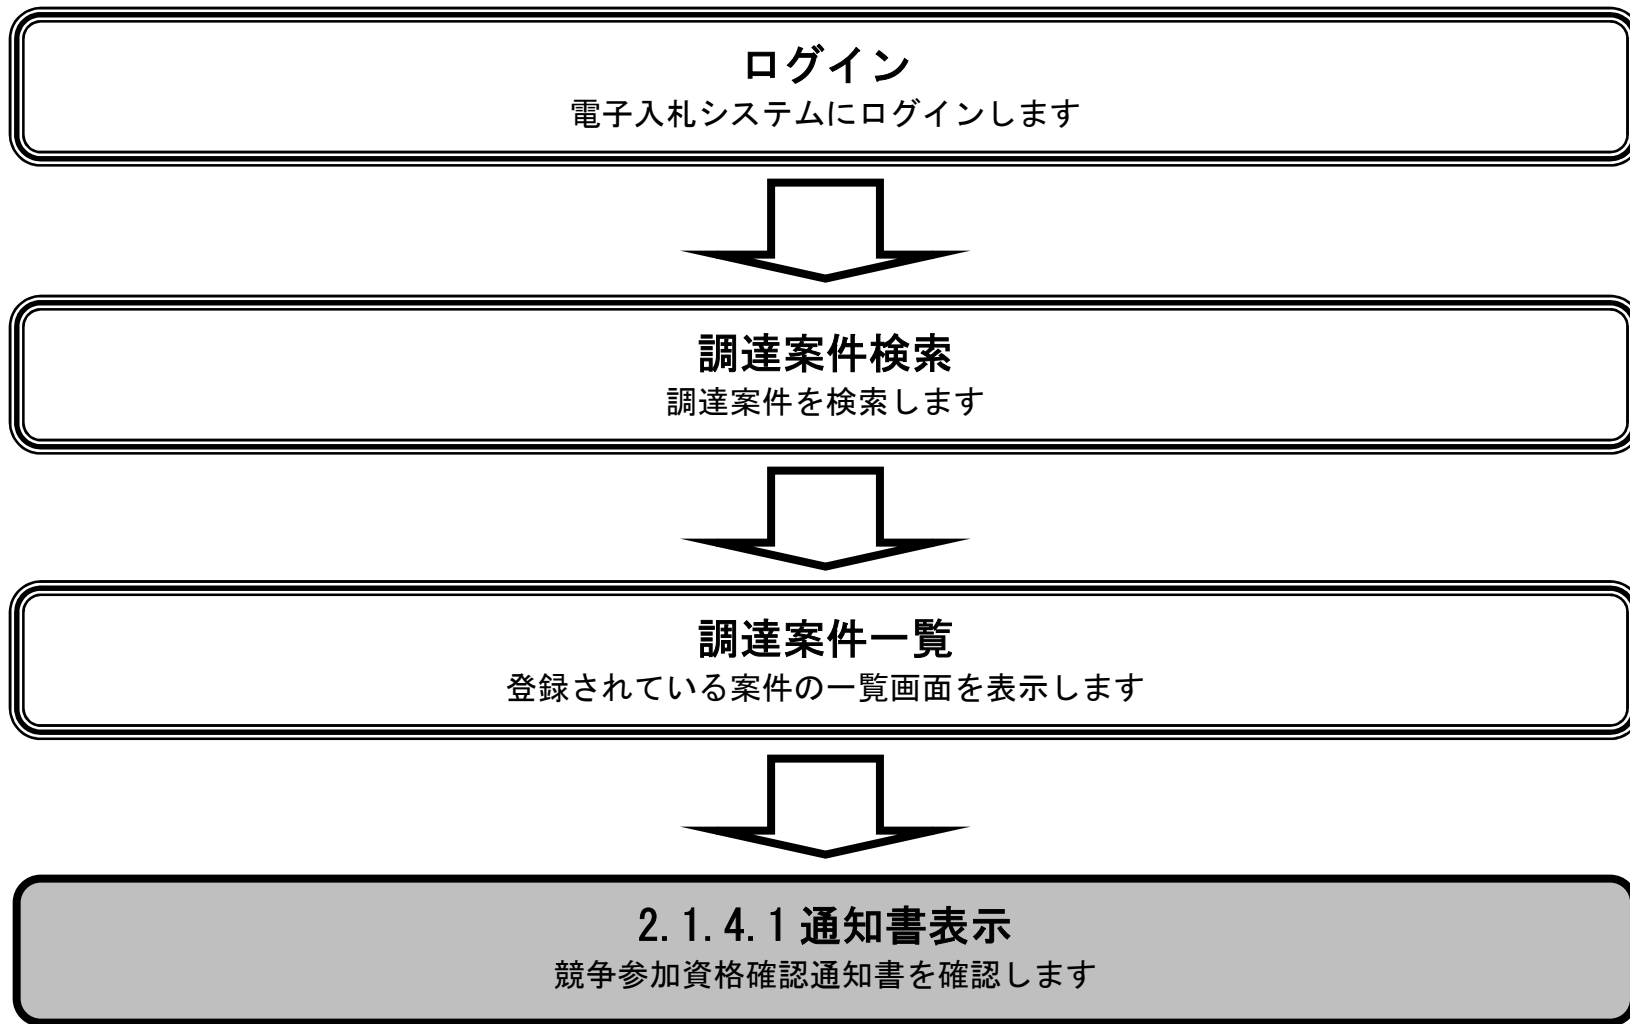 ログイン
電子入札システムにログインします
調達案件検索
調達案件を検索します
調達案件一覧
登録されている案件の一覧画面を表示します
2.1.4.1通知書表示
競争参加資格確認通知書を確認します